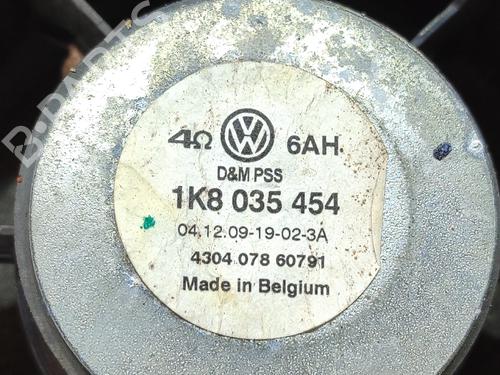 B-PARTS
4Ω VW 6AH
D&M PSS
1K8 035 454
04.12.09-19-02-3A
4304 078 60791
Made in Belgium